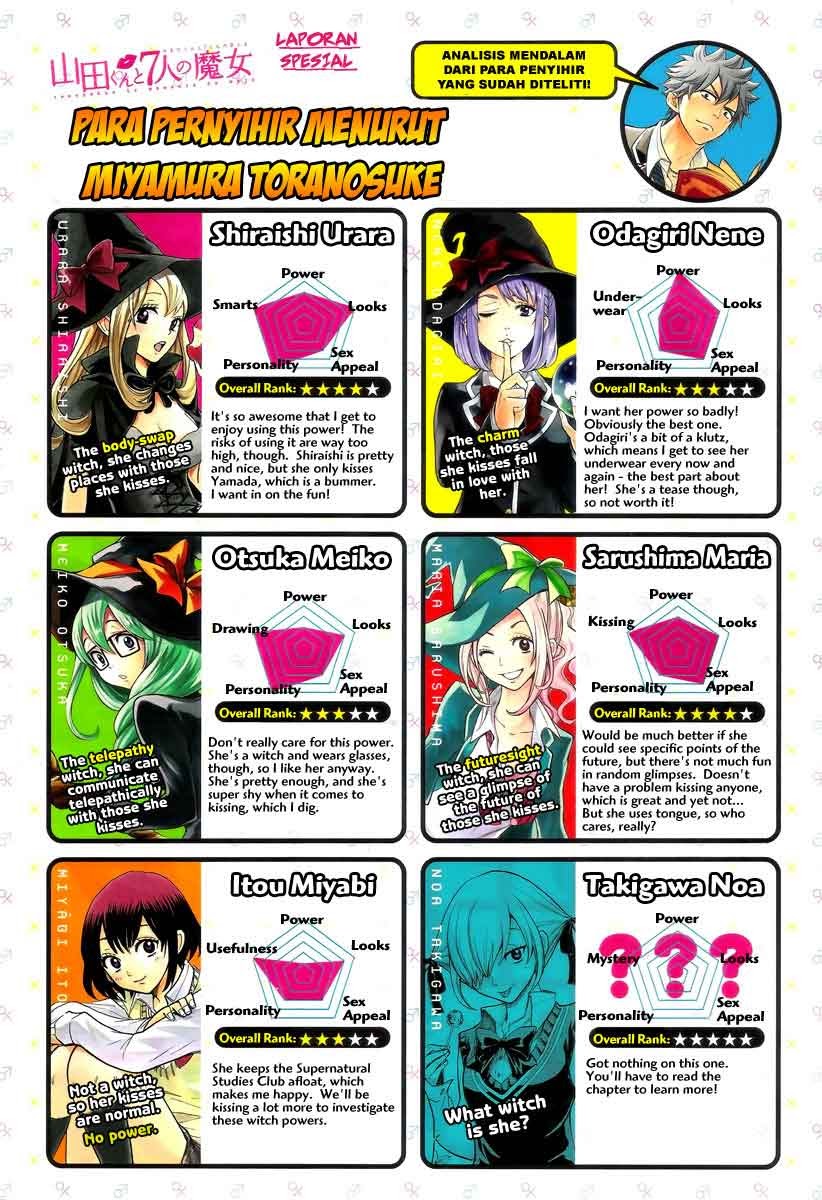 山田くんと7人の魔女
LAPORAN
SPESIAL
ANALISIS MENDALAM
DARI PARA PENYIHIR
YANG SUDAH DITELITI!
PARA PERNYIHIR MENURUT
MIYAMURA TORANOSUKE
URARA SHIRAISHI
Shiraishi Urara
Power
Smarts
Looks
Personality
Sex
Appeal
Overall Rank: ★★★★★
The body-swap
witch, she changes
places with those
she kisses.
It's so awesome that I get to
enjoy using this power! The
risks of using it are way too
high, though. Shiraishi is pretty
and nice, but she only kisses
Yamada, which is a bummer.
I want in on the fun!
NENE ODAGIRI
Odagiri Nene
Power
Under-
wear
Looks
Personality
Sex
Appeal
Overall Rank: ★★★★★
The charm
witch, those
she kisses fall
in love with
her.
I want her power so badly!
Obviously the best one.
Odagiri's a bit of a klutz,
which means I get to see her
underwear every now and
again - the best part about
her! She's a tease though,
so not worth it!
MEIKO OTSUKA
Otsuka Meiko
Power
Drawing
Looks
Personality
Sex
Appeal
Overall Rank: ★★★★★
The telepathy
witch, she can
communicate
telepathically
with those she
kisses.
Don't really care for this power.
She's a witch and wears glasses,
though, so I like her anyway.
She's pretty enough, and she's
super shy when it comes to
kissing, which I dig.
MARIA SARUSHIMA
Sarushima Maria
Power
Kissing
Looks
Personality
Sex
Appeal
Overall Rank: ★★★★★
The futuresight
witch, she can
see a glimpse of
the future of
those she kisses.
Would be much better if she
could see specific points of the
future, but there's not much fun
in random glimpses. Doesn't
have a problem kissing anyone,
which is great and yet not...
But she uses tongue, so who
cares, really?
MIYAGI ITO
Itou Miyabi
Power
Usefulness
Looks
Personality
Sex
Appeal
Overall Rank: ★★★★★
Not a witch,
so her kisses
are normal.
No power.
She keeps the Supernatural
Studies Club afloat, which
makes me happy. We'll be
kissing a lot more to investigate
these witch powers.
NOA TAKIGAWA
Takigawa Noa
Power
Mystery
Looks
???
Personality
Sex
Appeal
Overall Rank: ★★★★★
What witch
is she?
Got nothing on this one.
You'll have to read the
chapter to learn more!